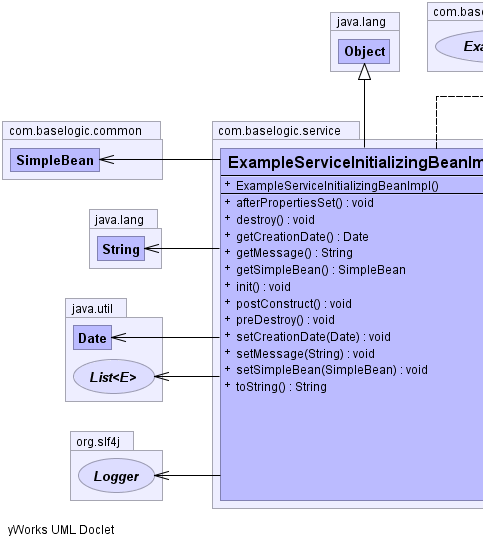 java.lang
Object
com.bas
Exa
com.baselogic.common
SimpleBean
com.baselogic.service
ExampleServiceInitializingBeanImpl
+ ExampleServiceInitializingBeanImpl()
+ afterPropertiesSet() : void
+ destroy() : void
+ getCreationDate() : Date
+ getMessage() : String
+ getSimpleBean() : SimpleBean
+ init() : void
+ postConstruct() : void
+ preDestroy() : void
+ setCreationDate(Date) : void
+ setMessage(String) : void
+ setSimpleBean(SimpleBean) : void
+ toString() : String
java.lang
String
java.util
Date
List<E>
org.slf4j
Logger
yWorks UML Doclet